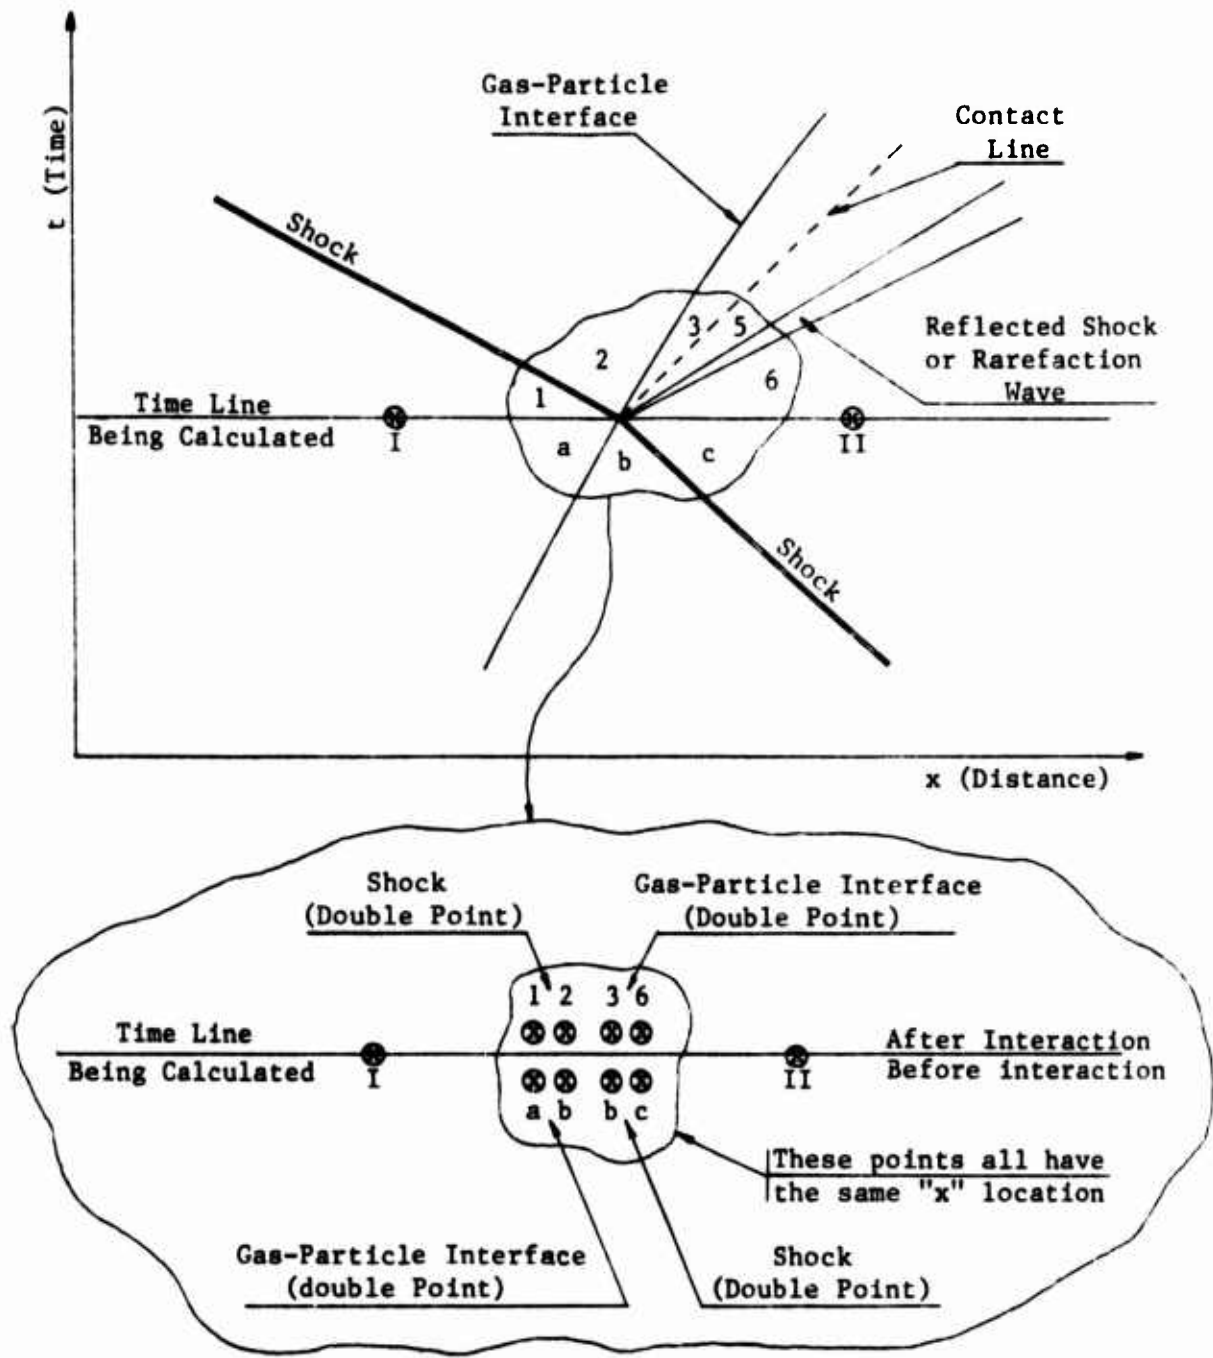 t (Time)
Gas-Particle
Interface
Contact
Line
Shock
3 5
2
6
1
Reflected Shock
or Rarefaction
Wave
Time Line
Being Calculated
I
II
a
b
c
Shock
x (Distance)
Shock
(Double Point)
Gas-Particle Interface
(Double Point)
1 2 3 6
Time Line
Being Calculated
I
II
After Interaction
Before interaction
a b b c
These points all have
the same "x" location
Gas-Particle Interface
(double Point)
Shock
(Double Point)